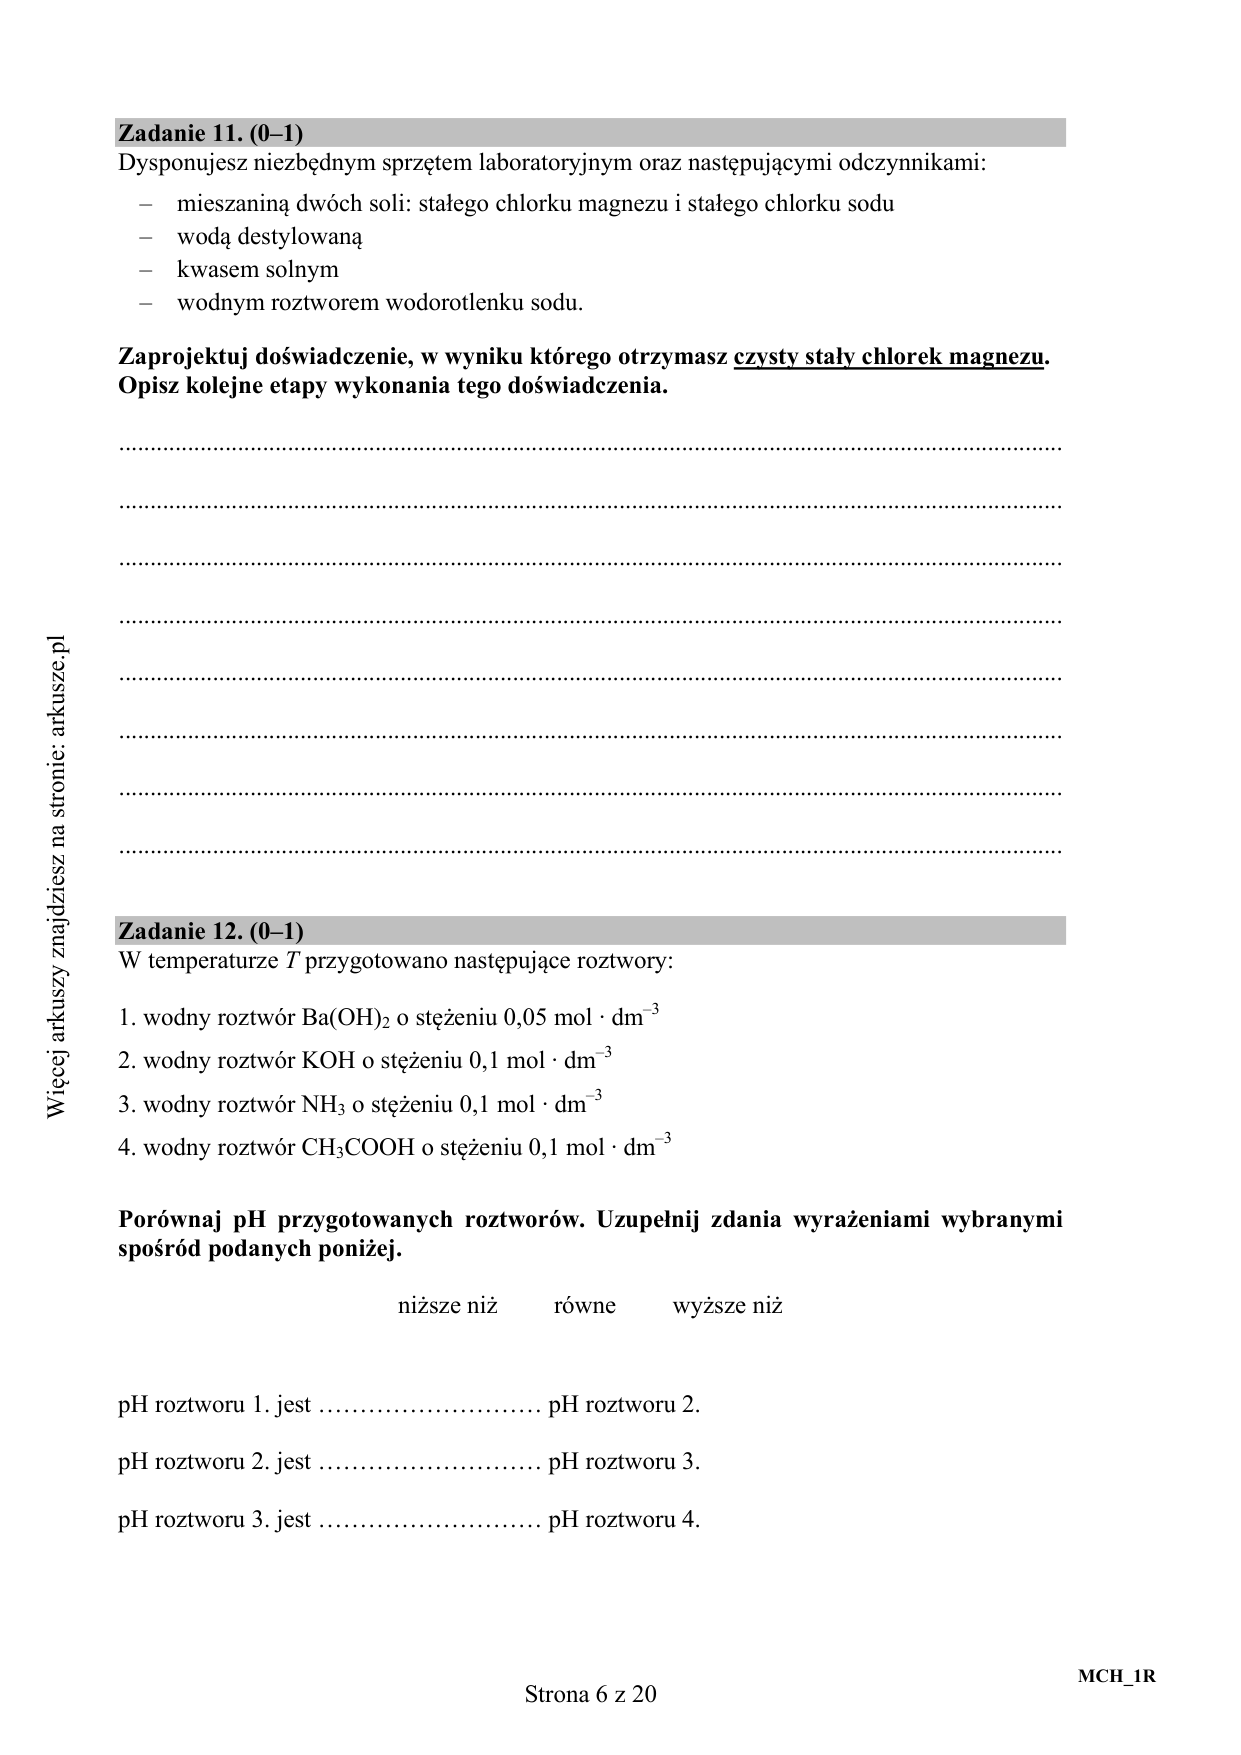 Zadanie 11. (0–1)
Dysponujesz niezbędnym sprzętem laboratoryjnym oraz następującymi odczynnikami:
– mieszaniną dwóch soli: stałego chlorku magnezu i stałego chlorku sodu
– wodą destylowaną
– kwasem solnym
– wodnym roztworem wodorotlenku sodu.
Zaprojektuj doświadczenie, w wyniku którego otrzymasz czysty stały chlorek magnezu.
Opisz kolejne etapy wykonania tego doświadczenia.
Zadanie 12. (0–1)
W temperaturze T przygotowano następujące roztwory:
1. wodny roztwór Ba(OH)₂ o stężeniu 0,05 mol · dm⁻³
2. wodny roztwór KOH o stężeniu 0,1 mol · dm⁻³
3. wodny roztwór NH₃ o stężeniu 0,1 mol · dm⁻³
4. wodny roztwór CH₃COOH o stężeniu 0,1 mol · dm⁻³
Porównaj pH przygotowanych roztworów. Uzupełnij zdania wyrażeniami wybranymi
spośród podanych poniżej.
niższe niż równe wyższe niż
pH roztworu 1. jest ……………………… pH roztworu 2.
pH roztworu 2. jest ……………………… pH roztworu 3.
pH roztworu 3. jest ……………………… pH roztworu 4.
Więcej arkuszy znajdziesz na stronie: arkusze.pl
Strona 6 z 20
MCH_1R